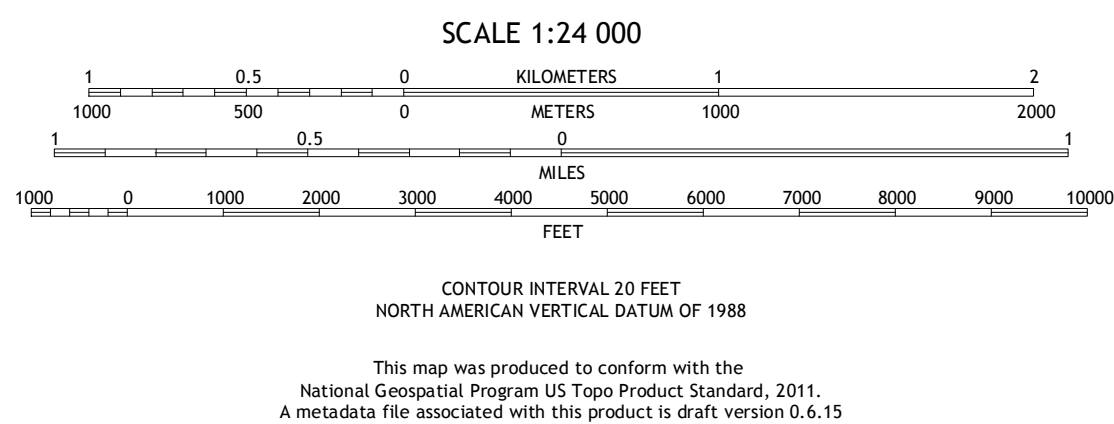 SCALE 1:24 000
1 0.5 0 KILOMETERS 1 2
1000 500 0 METERS 1000 2000
1 0.5 0 1
MILES
1000 0 1000 2000 3000 4000 5000 6000 7000 8000 9000 10000
FEET
CONTOUR INTERVAL 20 FEET
NORTH AMERICAN VERTICAL DATUM OF 1988
This map was produced to conform with the
National Geospatial Program US Topo Product Standard, 2011.
A metadata file associated with this product is draft version 0.6.15